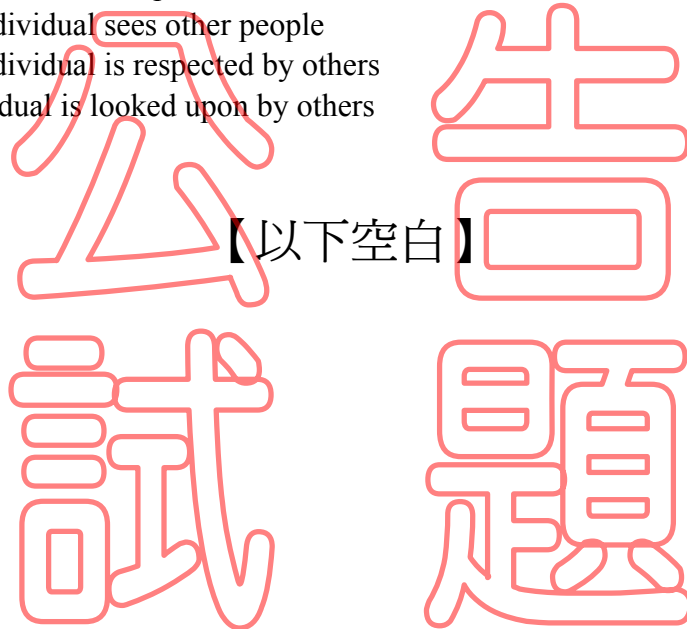 dividual sees other people
dividual is respected by others
dual is looked upon by others
【以下空白】
公告
試題